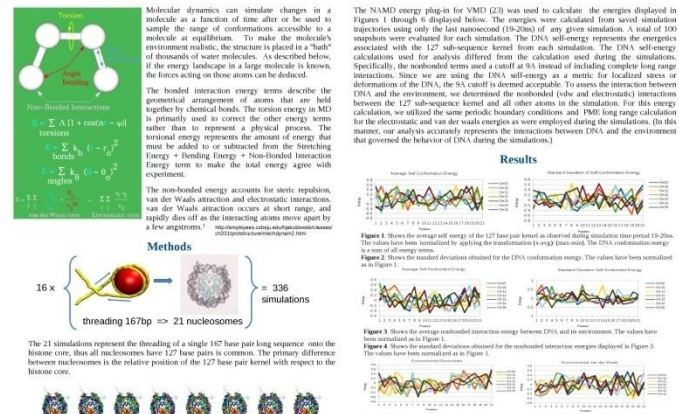 Torsion
Angle
Bending
Non-Bonded Interactions
torsions
bonds
angles
van der Waals term
Molecular dynamics can simulate changes in a
molecule as a function of time after or be used to
sample the range of conformations accessible to a
molecule at equilibrium. To make the molecule's
environment realistic, the structure is placed in a "bath"
of thousands of water molecules. As described below,
if the energy landscape in a large molecule is known,
the forces acting on those atoms can be deduced.
The bonded interaction energy terms describe the
geometrical arrangement of atoms that are held
together by chemical bonds. The torsion energy in MD
is primarily used to correct the other energy terms
rather than to represent a physical process. The
torsional energy represents the amount of energy that
must be added to or subtracted from the Stretching
Energy + Bending Energy + Non-Bonded Interaction
Energy term to make the total energy agree with
experiment.
The non-bonded energy accounts for steric repulsion,
van der Waals attraction and electrostatic interactions.
van der Waals attraction occurs at short range, and
rapidly dies off as the interacting atoms move apart by
a few angstroms.
Methods
16 x
= 336
simulations
threading 167bp => 21 nucleosomes
The 21 simulations represent the threading of a single 167 base pair long sequence onto the
histone core, thus all nucleosomes have 127 base pairs is common. The primary difference
between nucleosomes is the relative position of the 127 base pair kernel with respect to the
histone core.
The NAMD energy plug-in for VMD (23) was used to calculate the energies displayed in
Figures 1 through 6 displayed below. The energies were calculated from saved simulation
trajectories using only the last nanosecond (19-20ns) of any given simulation. A total of 100
snapshots were evaluated for each simulation. The DNA self-energy represents the energetics
associated with the 127 sub-sequence kernel from each simulation. The DNA self-energy
calculations used for analysis differed from the calculation used during the simulations.
Specifically, the nonbonded terms used a cutoff at 9A instead of including complete long range
interactions. Since we are using the DNA self-energy as a metric for localized stress or
deformations of the DNA, the 9A cutoff is deemed acceptable. To assess the interaction between
DNA and the environment, we determined the nonbonded (vdw and electrostatic) interactions
between the 127 sub-sequence kernel and all other atoms in the simulation. For this energy
calculation, we utilized the same periodic boundary conditions and PME long range calculation
for the electrostatic and van der waals energies as were employed during the simulations. (In this
manner, our analysis accurately represents the interactions between DNA and the environment
that governed the behavior of DNA during the simulations.)
Results
Average Self Conformation Energy
Standard Deviation of Self Conformation Energy
Figure 1. Shows the average self energy of the 127 base pair kernel as observed during simulation time period 19-20ns.
The values have been normalized by applying the transformation (x-avg)/ (max-min). The DNA conformation energy
is a sum of all energy terms.
Figure 2. Shows the standard deviations obtained for the DNA conformation energy. The values have been normalized
as in Figure 1.
Average Self Nonbonded Energy
Standard Deviation Self Nonbonded Energy
Figure 3. Shows the average nonbonded interaction energy between DNA and its environment. The values have
been normalized as in Figure 1.
Figure 4. Shows the standard deviations obtained for the nonbonded interaction energies displayed in Figure 3.
The values have been normalized as in Figure 1.
Environmental Electrostatic
Environmental Van der Waals